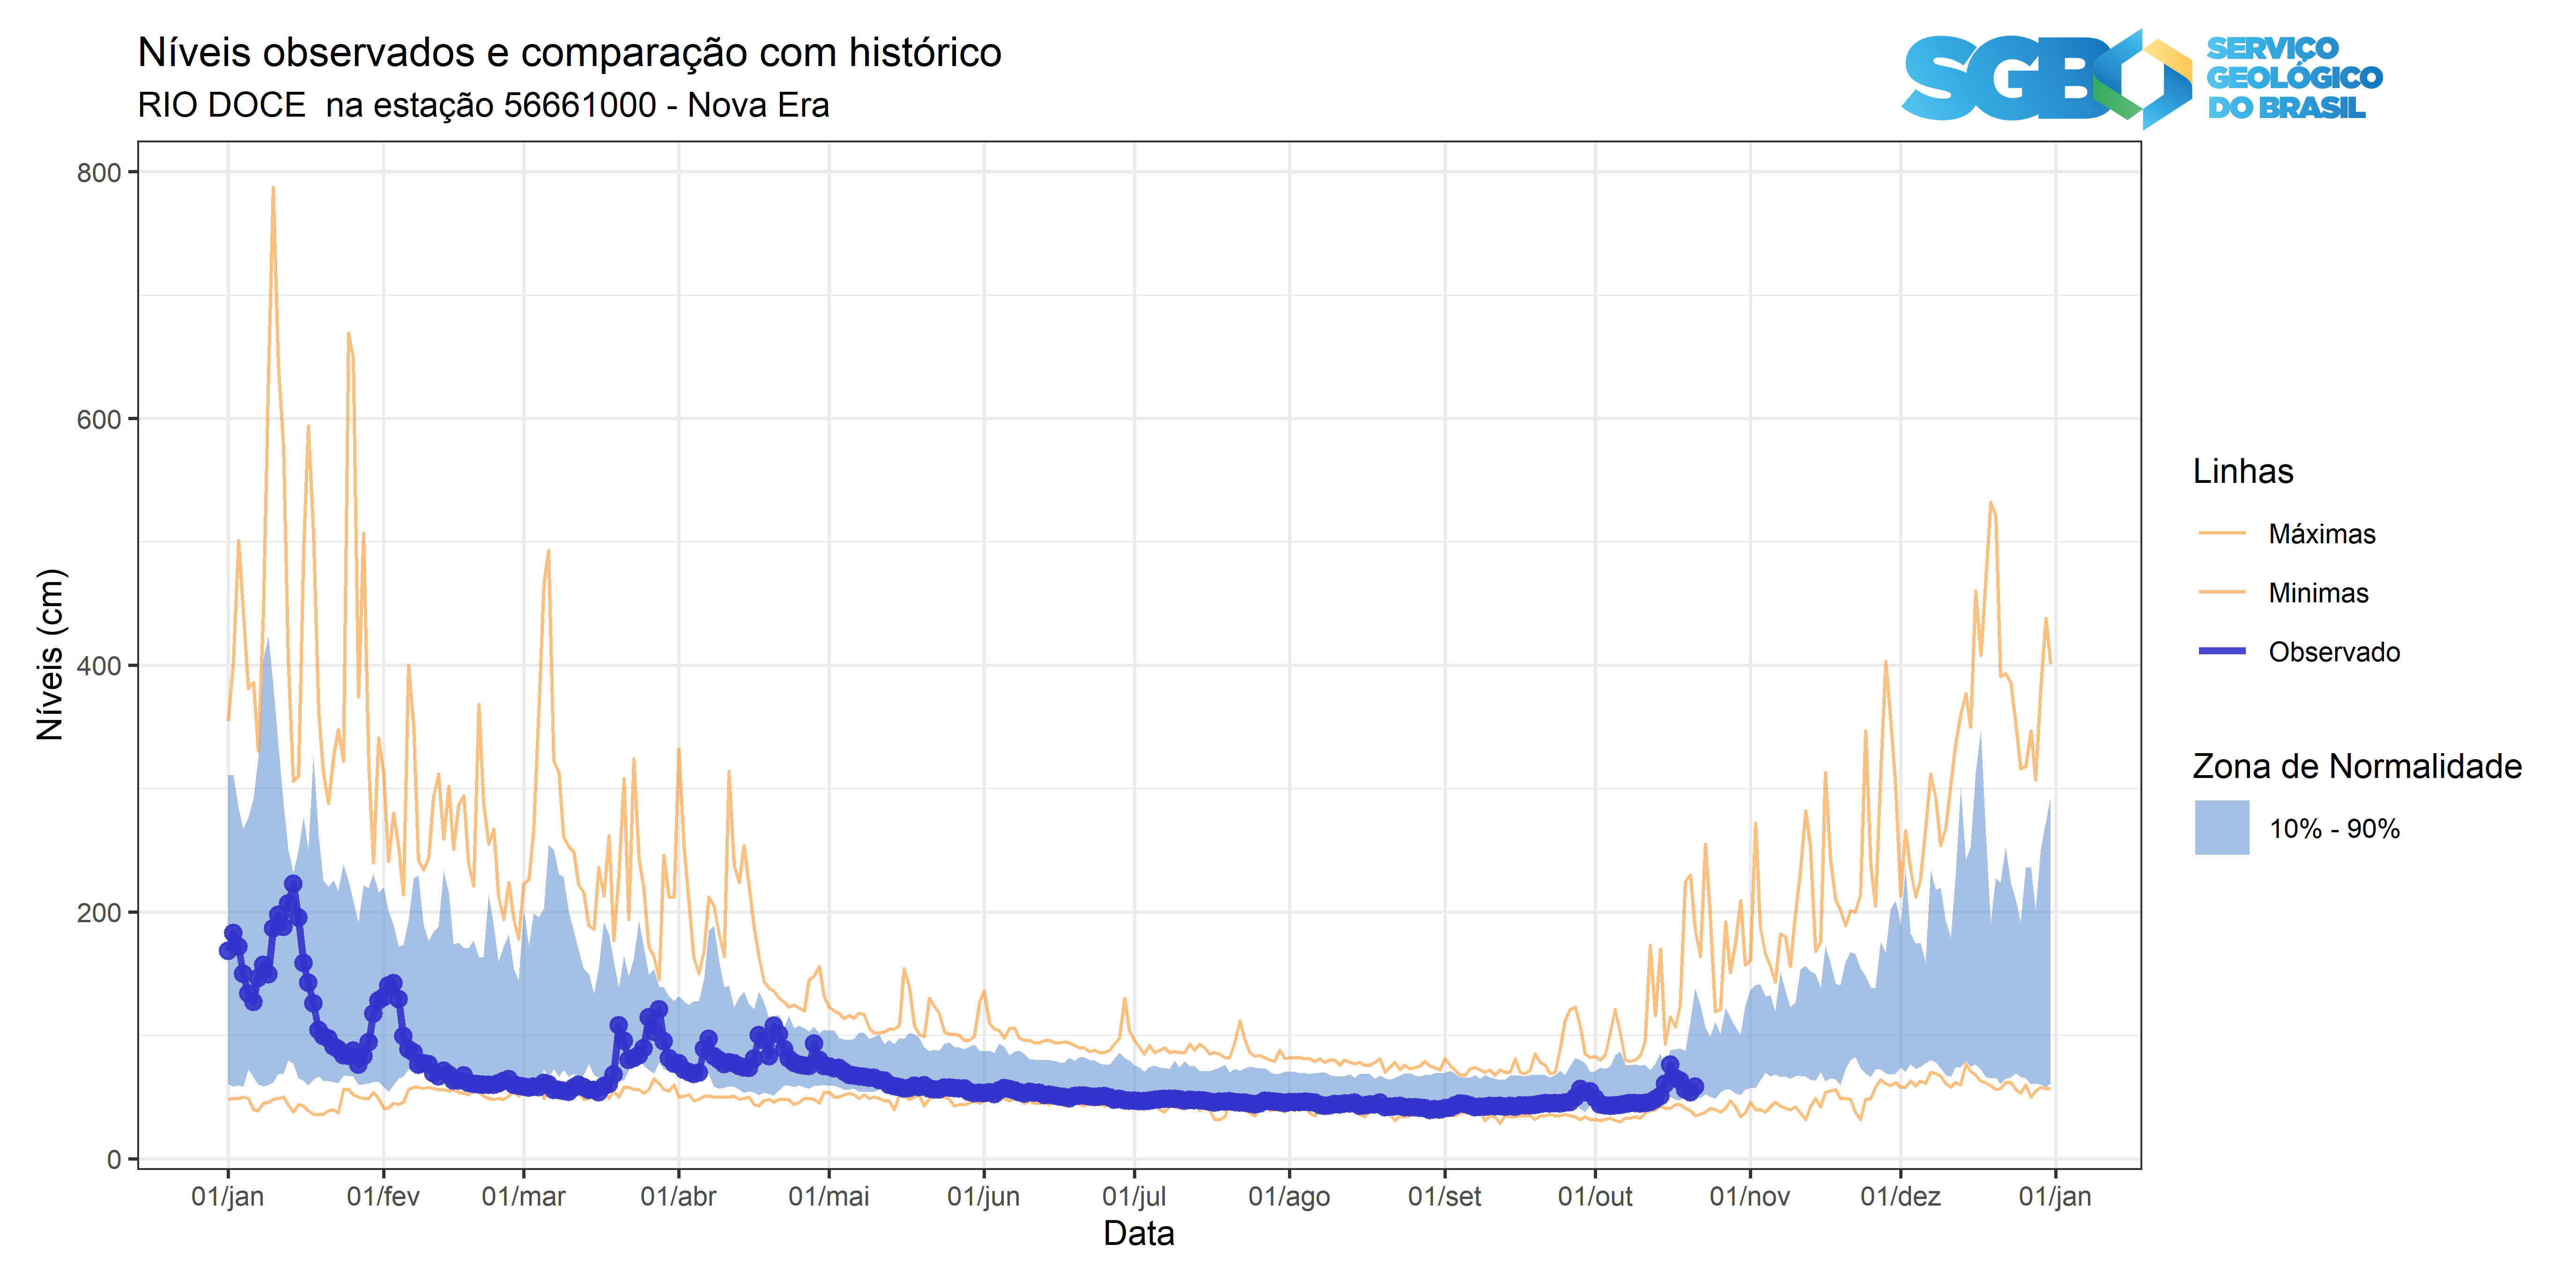 Níveis observados e comparação com histórico
RIO DOCE  na estação 56661000 - Nova Era
SGB
SERVIÇO
GEOLÓGICO
DO BRASIL
Níveis (cm)
800
600
400
200
0
01/jan
01/fev
01/mar
01/abr
01/mai
01/jun
01/jul
01/ago
01/set
01/out
01/nov
01/dez
01/jan
Data
Linhas
Máximas
Minimas
Observado
Zona de Normalidade
10% - 90%